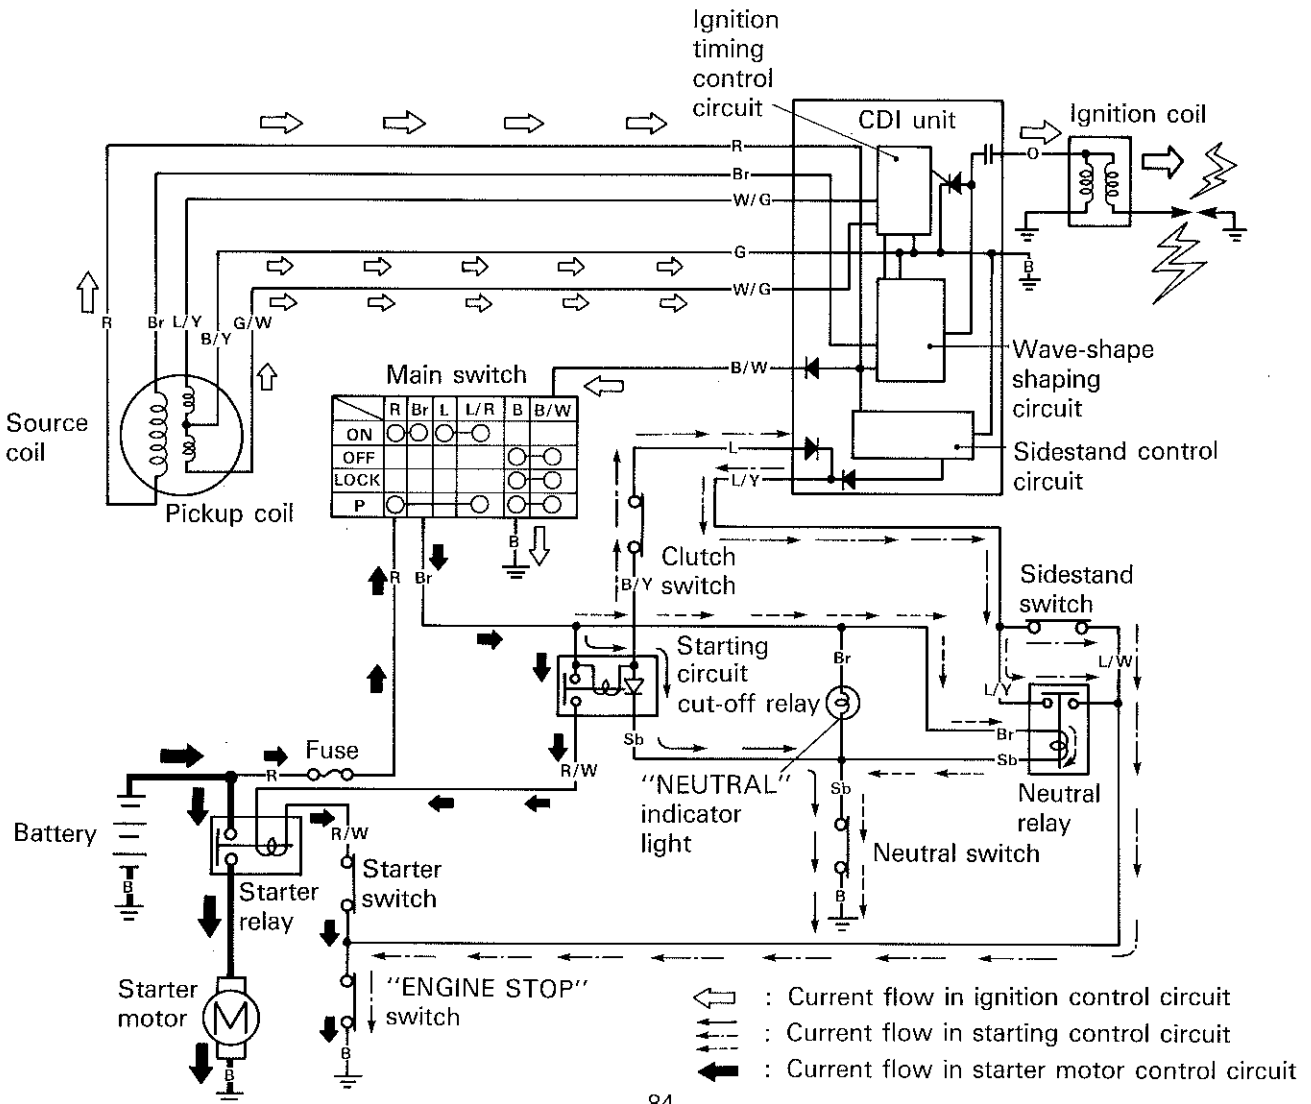 Ignition
timing
control
circuit
CDI unit
Ignition coil
R
Br
W/G
G
W/G
O
B
R
Br
L/Y
B/Y
G/W
B/W
Wave-shape
shaping
circuit
Source
coil
Pickup coil
Main switch
R Br L L/R B B/W
ON
OFF
LOCK
P
L
L/Y
Sidestand control
circuit
B
R
Br
Clutch
switch
B/Y
Sidestand
switch
L/W
L/Y
Starting
circuit
cut-off relay
Br
Br
Sb
Sb
R/W
Fuse
R
"NEUTRAL"
indicator
light
Sb
Neutral
relay
Battery
B
R/W
Starter
switch
Starter
relay
Neutral switch
B
Starter
motor
M
B
"ENGINE STOP"
switch
B
: Current flow in ignition control circuit
: Current flow in starting control circuit
: Current flow in starter motor control circuit
84